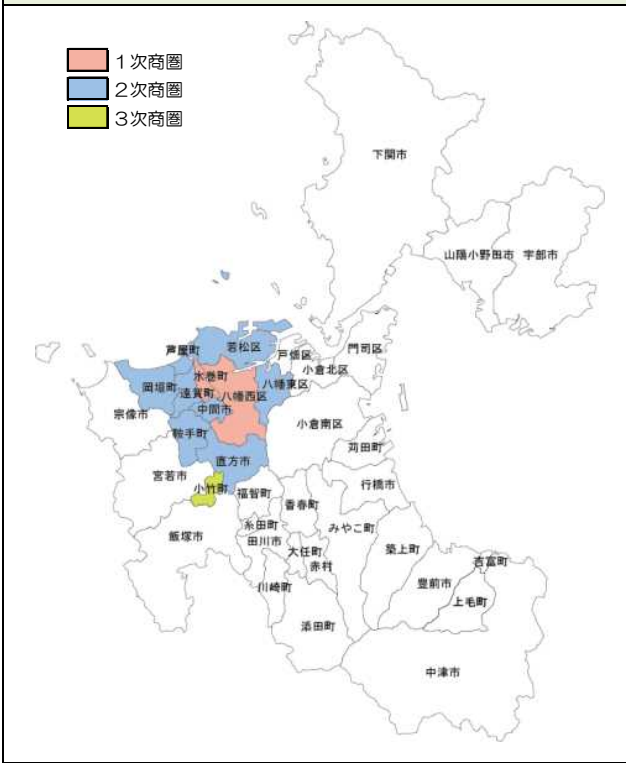 1次商圏
2次商圏
3次商圏
下関市
山陽小野田市
宇部市
芦屋町
若松区
戸畑区
門司区
小倉北区
水巻町
岡垣町
遠賀町
八幡西区
八幡東区
中間市
宗像市
小倉南区
鞍手町
苅田町
直方市
宮若市
行橋市
小竹町
福智町
香春町
みやこ町
糸田町
飯塚市
田川市
大任町
築上町
赤村
吉富町
豊前市
川崎町
上毛町
添田町
中津市